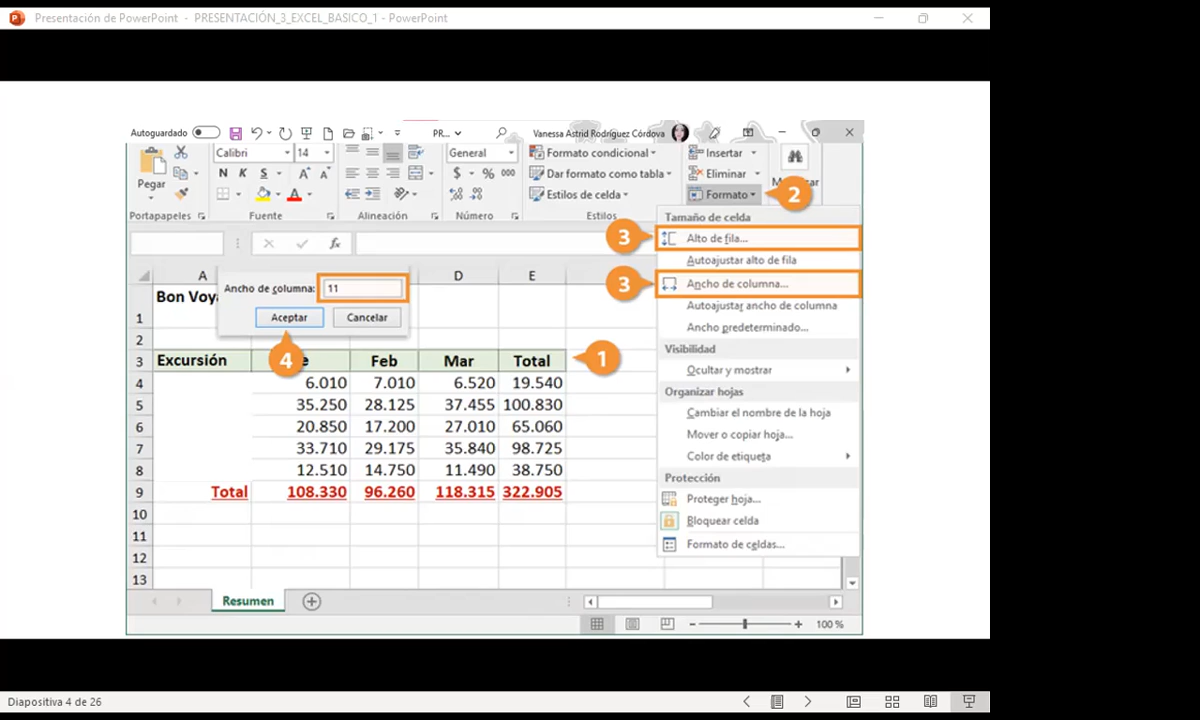 Presentación de PowerPoint - PRESENTACIÓN_3_EXCEL_BASICO_1 - PowerPoint
Autoguardado PR... Vanessa Astrid Rodríguez Córdova
Pegar
Calibri 14
N K S A A
A
General
$ % 000
Formato condicional
Dar formato como tabla
Estilos de celda
Insertar
Eliminar
Formato
2
Portapapeles Fuente Alineación Número Estilos
Tamaño de celda
3 Alto de fila...
Autoajustar alto de fila
3 Ancho de columna...
Autoajustar ancho de columna
Ancho predeterminado...
Visibilidad
Ocultar y mostrar
Organizar hojas
Cambiar el nombre de la hoja
Mover o copiar hoja...
Color de etiqueta
Protección
Proteger hoja...
Bloquear celda
Formato de celdas...
fx
A D E
Ancho de columna: 11
Aceptar Cancelar
4
1
1
2
3 Excursión Feb Mar Total
4 6.010 7.010 6.520 19.540
5 35.250 28.125 37.455 100.830
6 20.850 17.200 27.010 65.060
7 33.710 29.175 35.840 98.725
8 12.510 14.750 11.490 38.750
9 Total 108.330 96.260 118.315 322.905
10
11
12
13
Resumen
100 %
Diapositiva 4 de 26